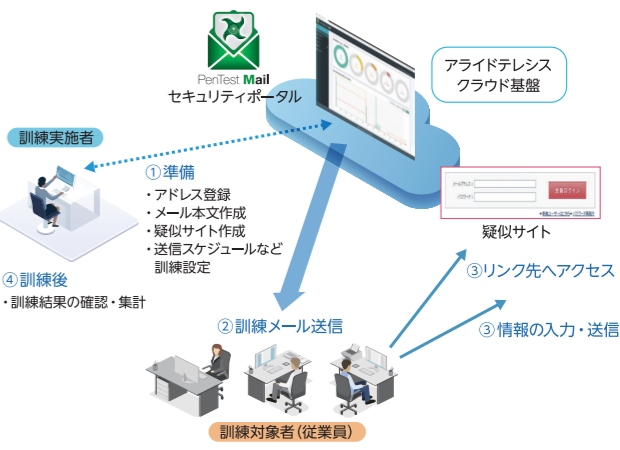 PenTest Mail
セキュリティポータル
アライドテレシス
クラウド基盤
訓練実施者
①準備
・アドレス登録
・メール本文作成
・疑似サイト作成
・送信スケジュールなど
訓練設定
疑似サイト
④訓練後
・訓練結果の確認・集計
③リンク先へアクセス
②訓練メール送信
③情報の入力・送信
訓練対象者(従業員)